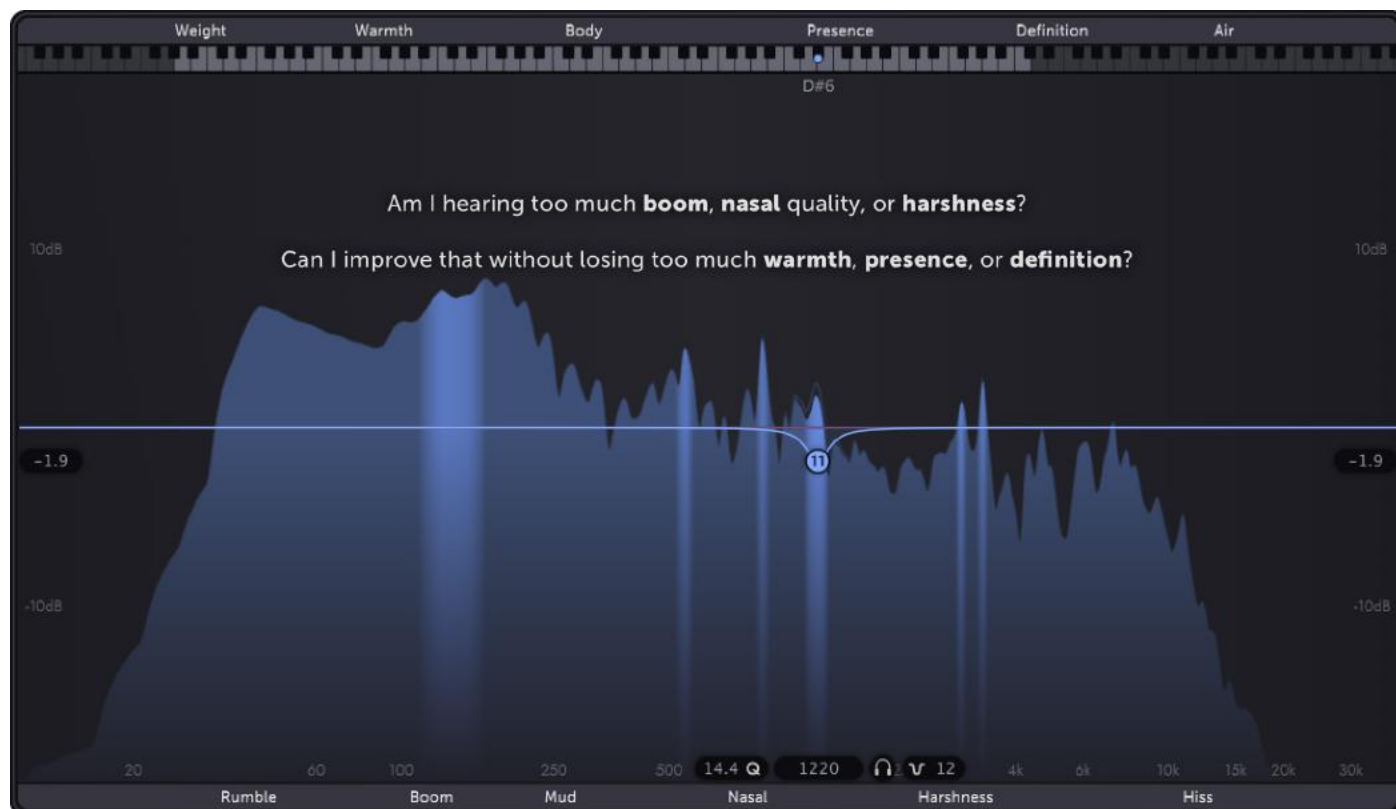 Weight Warmth Body Presence Definition Air
D#6
Am I hearing too much boom, nasal quality, or harshness?
10dB 10dB
Can I improve that without losing too much warmth, presence, or definition?
-1.9 11 -1.9
-10dB -10dB
20 60 100 250 500 14.4 Q 1220 12 4k 6k 10k 15k 20k 30k
Rumble Boom Mud Nasal Harshness Hiss